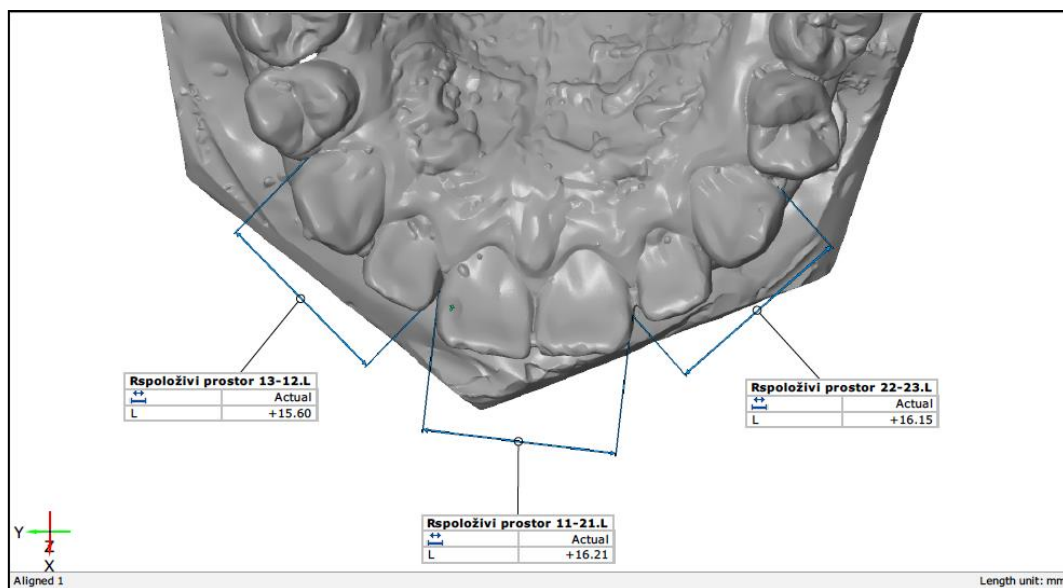 Rspoloživi prostor 13-12.L
Actual
L +15.60
Rspoloživi prostor 22-23.L
Actual
L +16.15
Rspoloživi prostor 11-21.L
Actual
L +16.21
Y
Z
X
Aligned 1
Length unit: mm